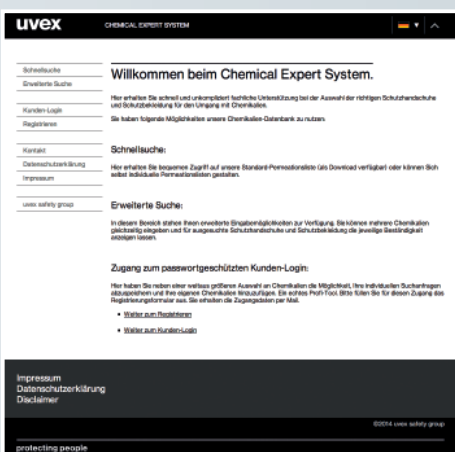 uvex
CHEMICAL EXPERT SYSTEM
Schnellsuche
Erweiterte Suche
Kunden-Login
Registrieren
Kontakt
Datenschutzerklärung
Impressum
uvex safety group
Willkommen beim Chemical Expert System.
Hier erhalten Sie schnell und unkompliziert fachliche Unterstützung bei der Auswahl der richtigen Schutzhandschuhe
und Schutzbekleidung für den Umgang mit Chemikalien.
Sie haben folgende Möglichkeiten unsere Chemikalien-Datenbank zu nutzen.
Schnellsuche:
Hier erhalten Sie bequemen Zugriff auf unsere Standard-Permeationsliste (als Download verfügbar) oder können Sich
selbst individuelle Permeationslisten gestalten.
Erweiterte Suche:
In diesem Bereich stehen Ihnen erweiterte Eingabemöglichkeiten zur Verfügung. Sie können mehrere Chemikalien
gleichzeitig eingeben und für ausgesuchte Schutzhandschuhe und Schutzbekleidung die jeweilige Beständigkeit
anzeigen lassen.
Zugang zum passwortgeschützten Kunden-Login:
Hier haben Sie neben einer weitaus größeren Auswahl an Chemikalien die Möglichkeit, Ihre individuellen Suchanfragen
abzuspeichern und Ihre eigenen Chemikalien hinzuzufügen. Ein echtes Profi-Tool. Bitte füllen Sie für diesen Zugang das
Registrierungsformular aus. Sie erhalten die Zugangsdaten per Mail.
Weiter zum Registrieren
Weiter zum Kunden-Login
Impressum
Datenschutzerklärung
Disclaimer
©2014 uvex safety group
protecting people